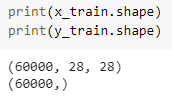 print(x_train.shape)
print(y_train.shape)
(60000, 28, 28)
(60000,)